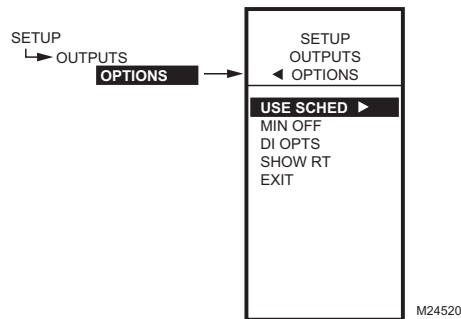 SETUP
OUTPUTS
OPTIONS
SETUP
OUTPUTS
◄ OPTIONS
USE SCHED ►
MIN OFF
DI OPTS
SHOW RT
EXIT
M24520